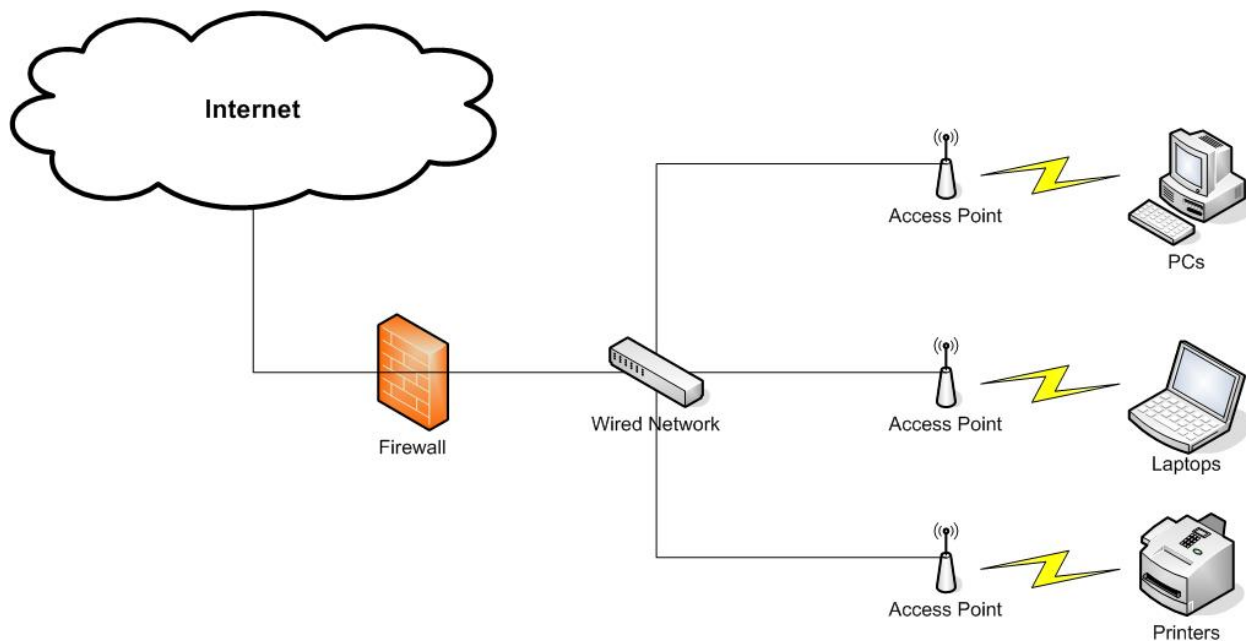 Internet
Access Point
PCs
Firewall
Wired Network
Access Point
Laptops
Access Point
Printers